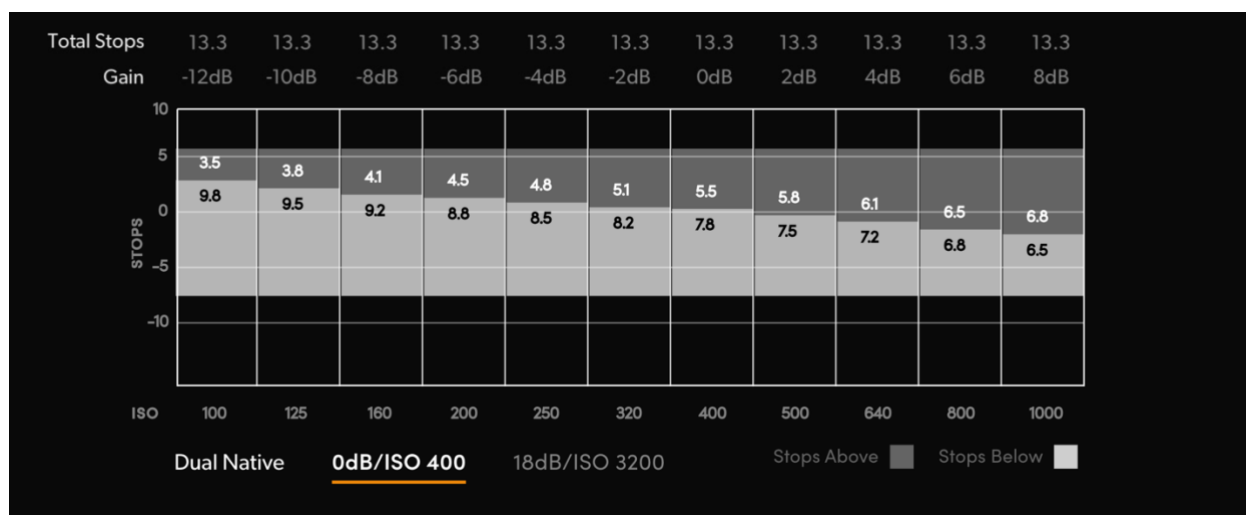 Total Stops 13.3 13.3 13.3 13.3 13.3 13.3 13.3 13.3 13.3 13.3 13.3
Gain -12dB -10dB -8dB -6dB -4dB -2dB 0dB 2dB 4dB 6dB 8dB
10
5
0
-5
-10
STOPS
3.5 3.8 4.1 4.5 4.8 5.1 5.5 5.8 6.1 6.5 6.8
9.8 9.5 9.2 8.8 8.5 8.2 7.8 7.5 7.2 6.8 6.5
ISO 100 125 160 200 250 320 400 500 640 800 1000
Dual Native 0dB/ISO 400 18dB/ISO 3200 Stops Above Stops Below